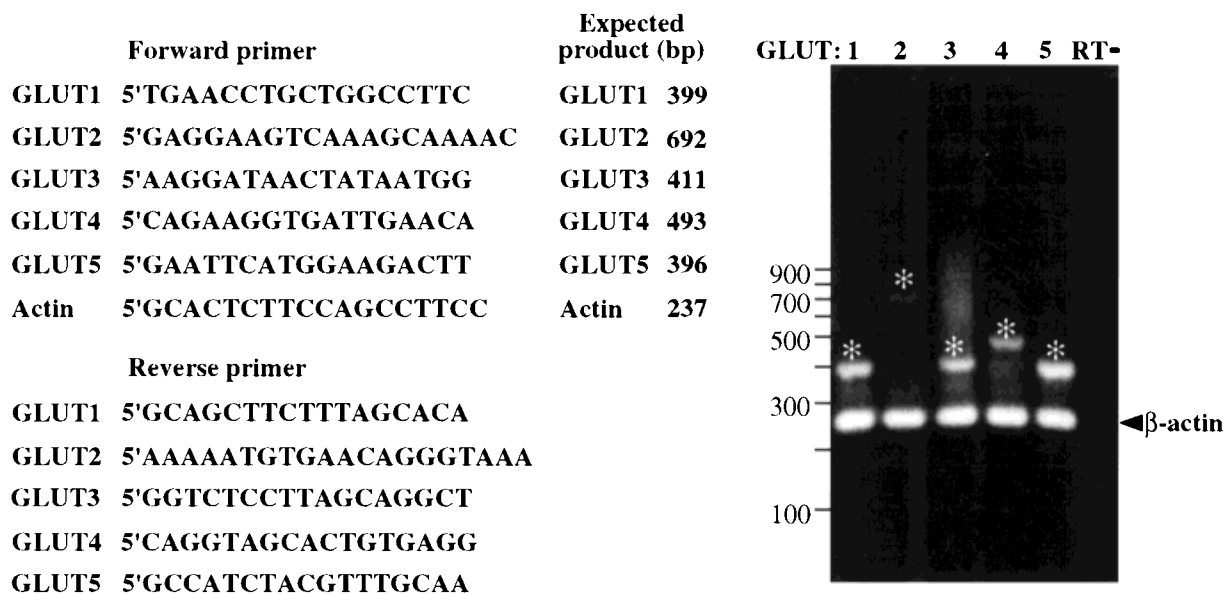 Forward primer
Expected product (bp)
GLUT1 5'TGAACCTGCTGGCCTTC GLUT1 399
GLUT2 5'GAGGAAGTCAAAGCAAAAC GLUT2 692
GLUT3 5'AAGGATAACTATAATGG GLUT3 411
GLUT4 5'CAGAAGGTGATTGAACA GLUT4 493
GLUT5 5'GAATTCATGGAAGACTT GLUT5 396
Actin 5'GCACTCTTCCAGCCTTCC Actin 237
Reverse primer
GLUT1 5'GCAGCTTCTTTAGCACA
GLUT2 5'AAAAATGTGAACAGGGTAAA
GLUT3 5'GGTCTCCTTAGCAGGCT
GLUT4 5'CAGGTAGCACTGTGAGG
GLUT5 5'GCCATCTACGTTTGCAA
GLUT: 1 2 3 4 5 RT-
900
*
700
500
* * * *
300
β-actin
100